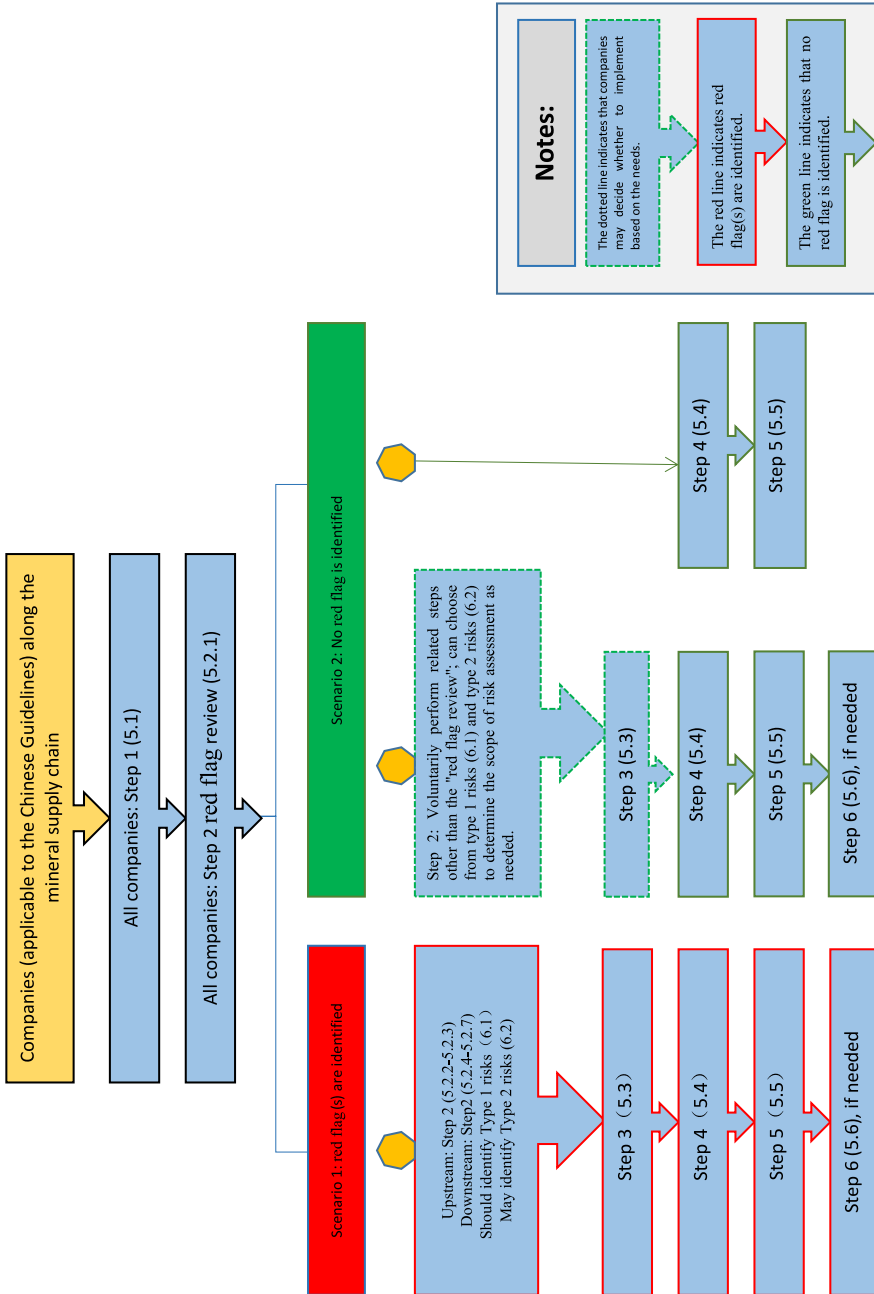 Companies (applicable to the Chinese Guidelines) along the
mineral supply chain
All companies: Step 1 (5.1)
All companies: Step 2 red flag review (5.2.1)
Scenario 1: red flag(s) are identified
Upstream: Step 2 (5.2.2-5.2.3)
Downstream: Step2 (5.2.4-5.2.7)
Should identify Type 1 risks（6.1）
May identify Type 2 risks (6.2)
Step 3（5.3）
Step 4（5.4）
Step 5（5.5）
Step 6 (5.6), if needed
Scenario 2: No red flag is identified
Step 2: Voluntarily perform related steps
other than the "red flag review"; can choose
from type 1 risks (6.1) and type 2 risks (6.2)
to determine the scope of risk assessment as
needed.
Step 3 (5.3)
Step 4 (5.4)
Step 5 (5.5)
Step 6 (5.6), if needed
Step 4 (5.4)
Step 5 (5.5)
Notes:
The dotted line indicates that companies
may decide whether to implement
based on the needs.
The red line indicates red
flag(s) are identified.
The green line indicates that no
red flag is identified.